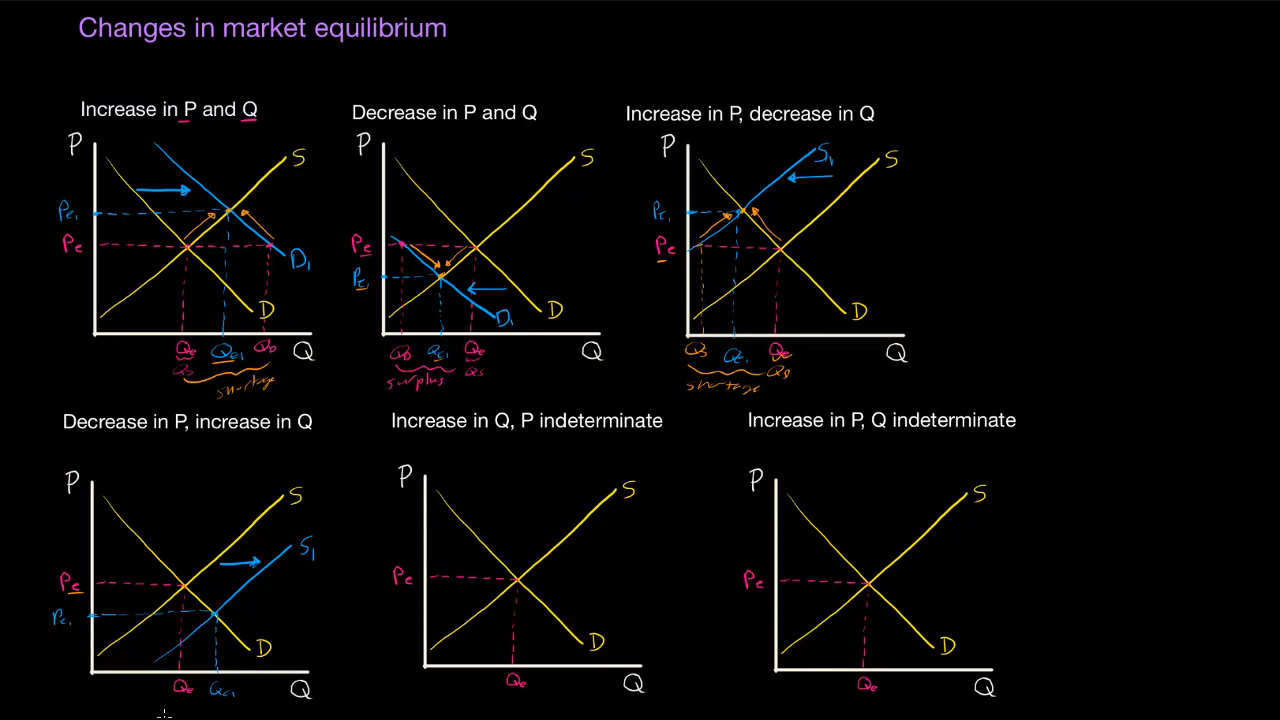 Changes in market equilibrium
Increase in P and Q
Decrease in P and Q
Increase in P, decrease in Q
P
S
Pe1
Pe
D1
D
Qe
Qe1
QD
Q
QS
shortage
P
S
Pe
Pe1
D1
D
QD
Qe1
Qe
Q
surplus
QS
P
S1
S
Pe1
Pe
D
QS
Qe1
Qe
Q
shortage
QD
Decrease in P, increase in Q
Increase in Q, P indeterminate
Increase in P, Q indeterminate
P
S
S1
Pe
Pe1
D
Qe
Qe1
Q
P
S
Pe
D
Qe
Q
P
S
Pe
D
Qe
Q